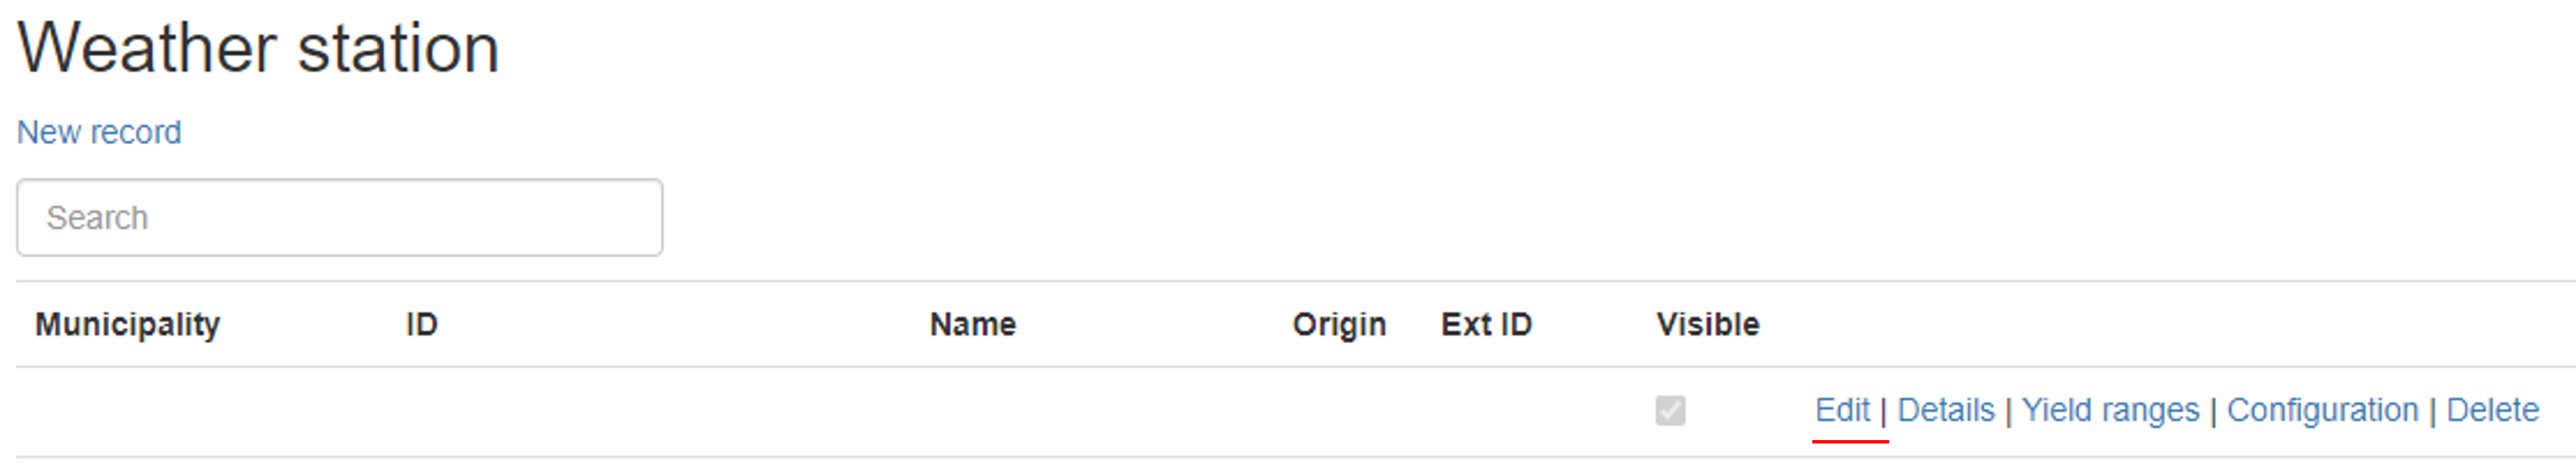 Weather station
New record
Search
Municipality ID Name Origin Ext ID Visible
Edit | Details | Yield ranges | Configuration | Delete